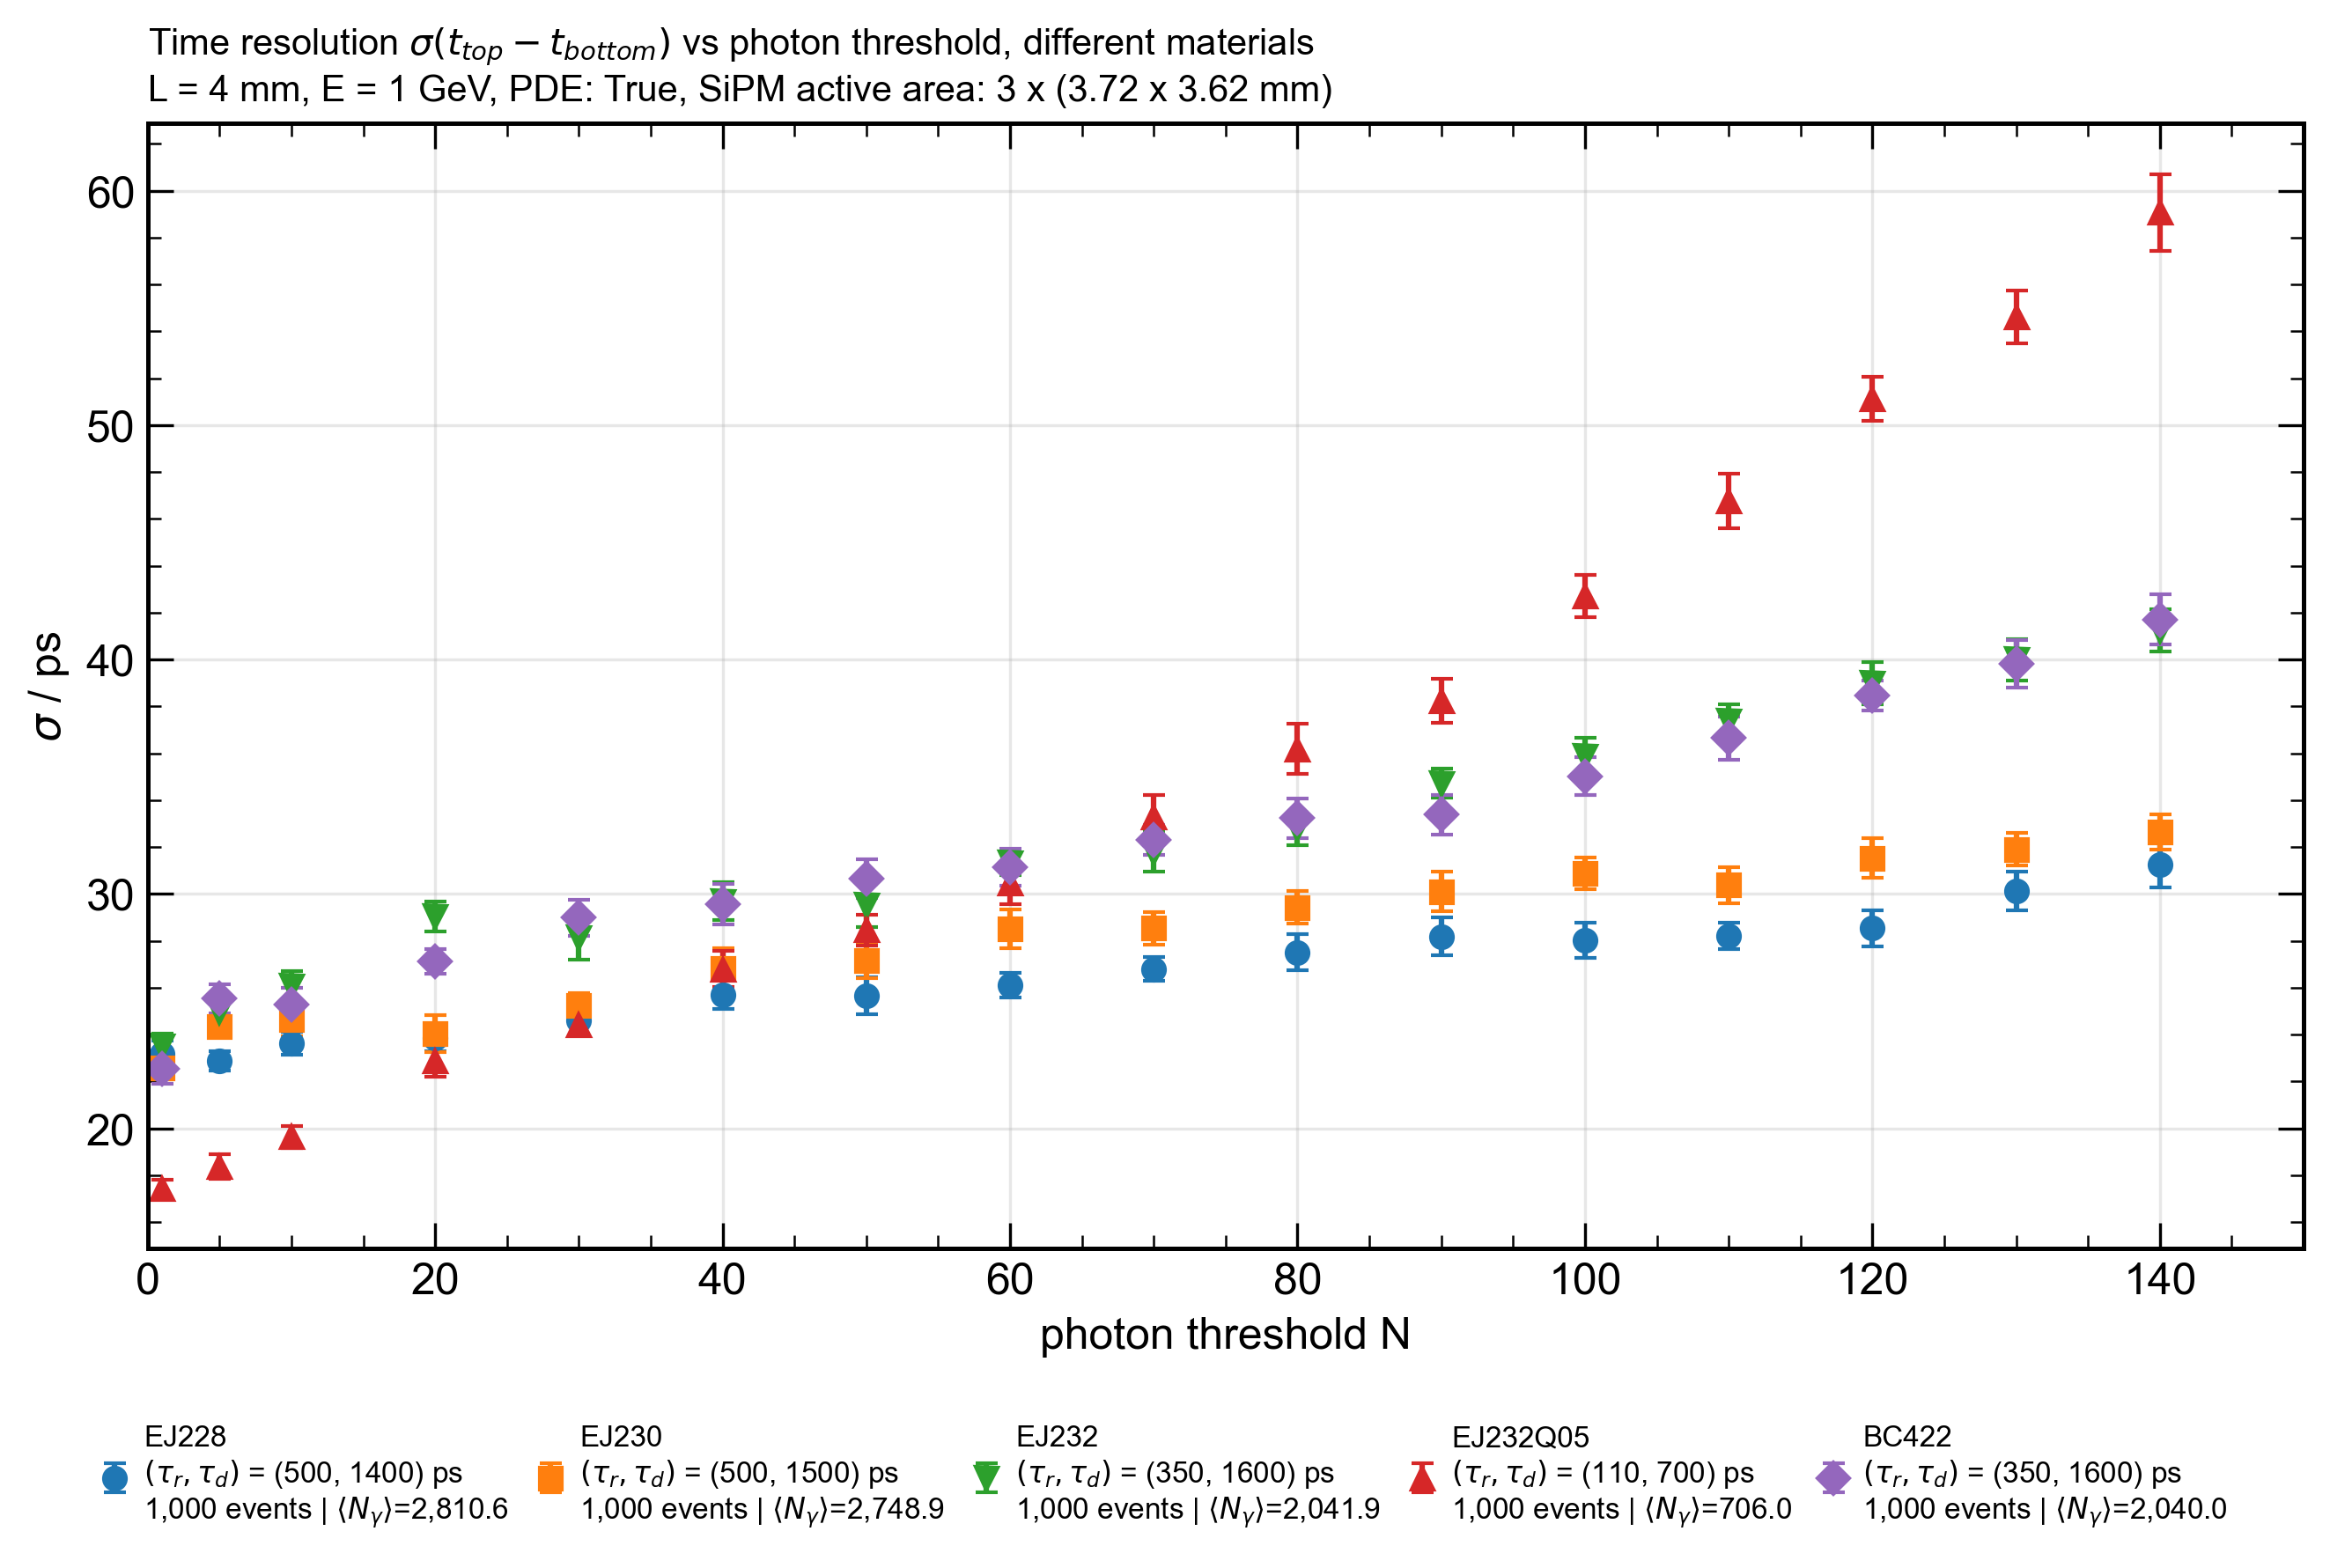 Time resolution σ(t_top − t_bottom) vs photon threshold, different materials
L = 4 mm, E = 1 GeV, PDE: True, SiPM active area: 3 x (3.72 x 3.62 mm)
60
50
40
30
20
σ / ps
0 20 40 60 80 100 120 140
photon threshold N
EJ228
(τ_r, τ_d) = (500, 1400) ps
1,000 events | ⟨N_γ⟩=2,810.6
EJ230
(τ_r, τ_d) = (500, 1500) ps
1,000 events | ⟨N_γ⟩=2,748.9
EJ232
(τ_r, τ_d) = (350, 1600) ps
1,000 events | ⟨N_γ⟩=2,041.9
EJ232Q05
(τ_r, τ_d) = (110, 700) ps
1,000 events | ⟨N_γ⟩=706.0
BC422
(τ_r, τ_d) = (350, 1600) ps
1,000 events | ⟨N_γ⟩=2,040.0